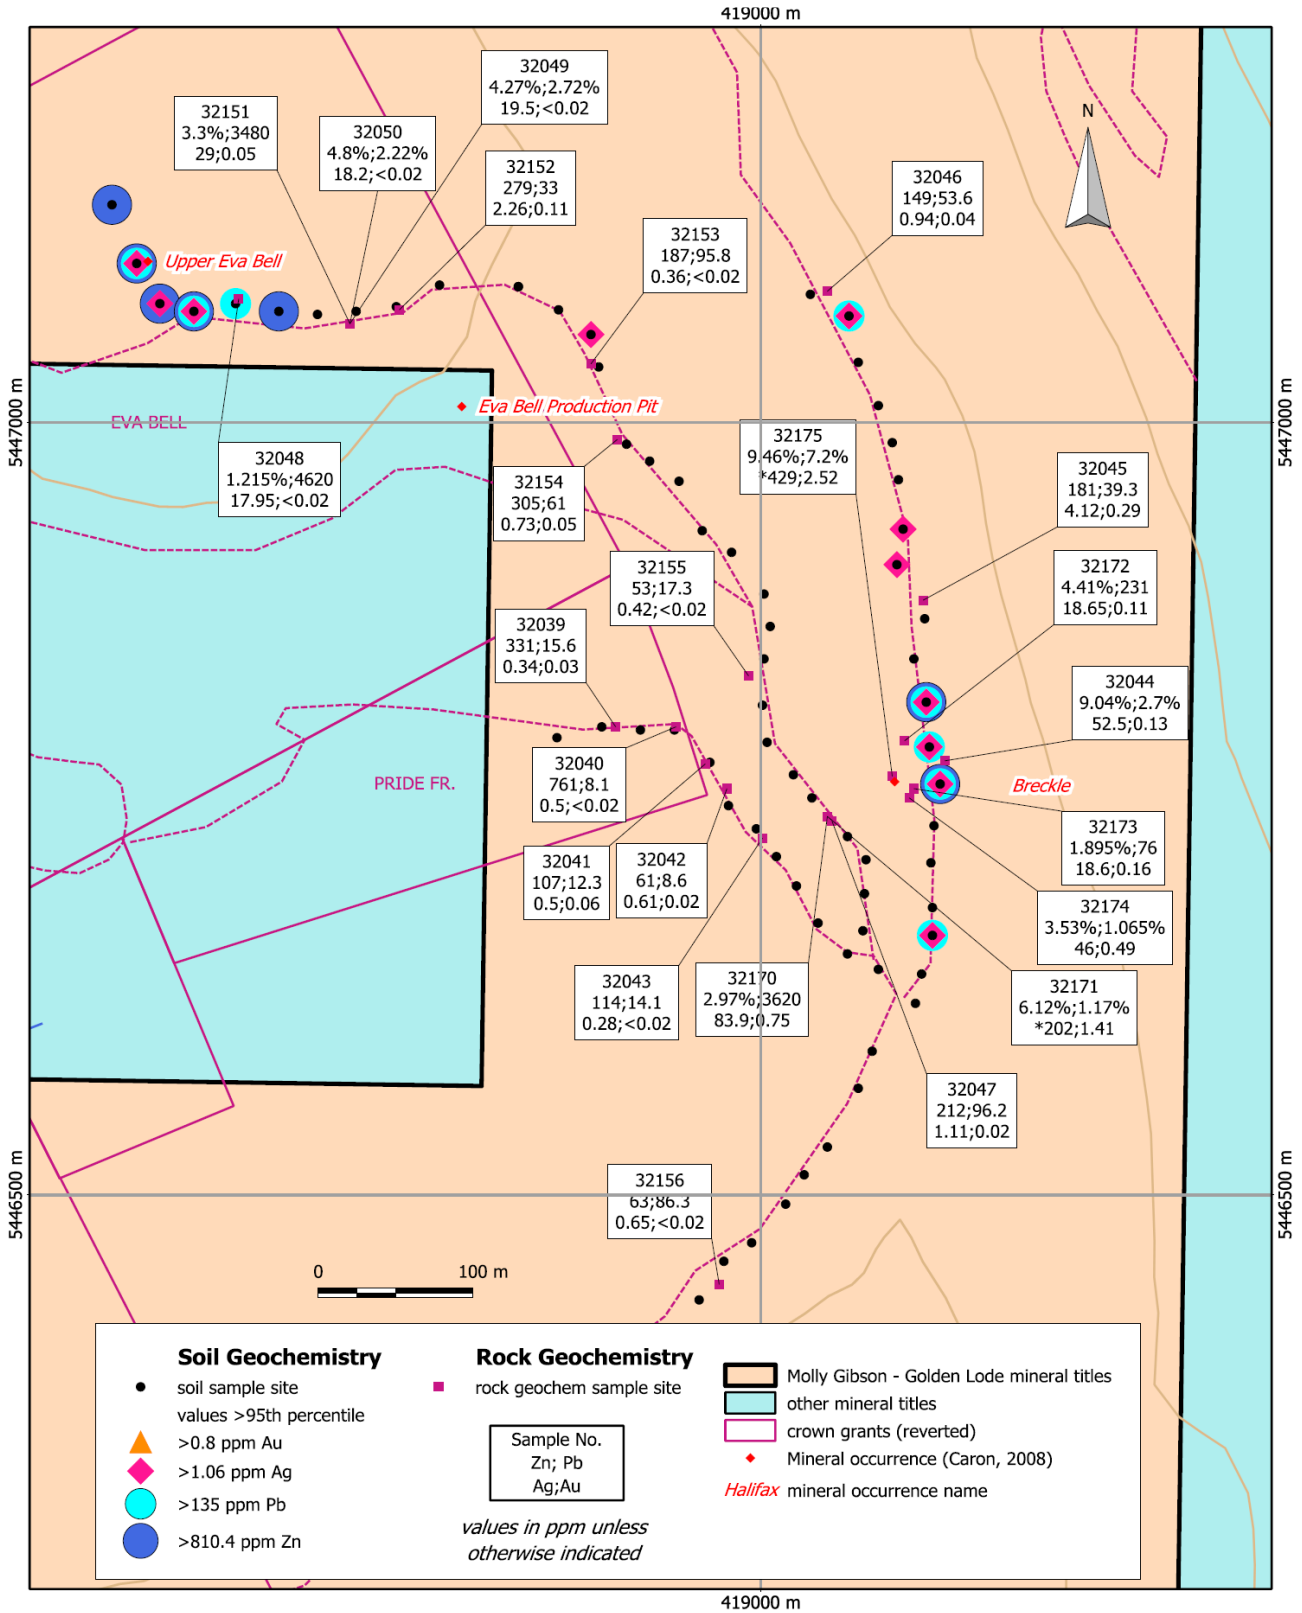 419000 m
32049
4.27%;2.72%
19.5;<0.02
32151
3.3%;3480
29;0.05
32050
4.8%;2.22%
18.2;<0.02
N
32152
279;33
2.26;0.11
32046
149;53.6
0.94;0.04
32153
187;95.8
0.36;<0.02
Upper Eva Bell
Eva Bell Production Pit
5447000 m
5447000 m
EVA BELL
32175
9.46%;7.2%
*429;2.52
32048
1.215%;4620
17.95;<0.02
32045
181;39.3
4.12;0.29
32154
305;61
0.73;0.05
32155
53;17.3
0.42;<0.02
32172
4.41%;231
18.65;0.11
32039
331;15.6
0.34;0.03
32044
9.04%;2.7%
52.5;0.13
32040
761;8.1
0.5;<0.02
PRIDE FR.
Breckle
32173
1.895%;76
18.6;0.16
32041
107;12.3
0.5;0.06
32042
61;8.6
0.61;0.02
32174
3.53%;1.065%
46;0.49
32043
114;14.1
0.28;<0.02
32170
2.97%;3620
83.9;0.75
32171
6.12%;1.17%
*202;1.41
32047
212;96.2
1.11;0.02
5446500 m
5446500 m
32156
63;86.3
0.65;<0.02
0 100 m
Soil Geochemistry
soil sample site
values >95th percentile
>0.8 ppm Au
>1.06 ppm Ag
>135 ppm Pb
>810.4 ppm Zn
Rock Geochemistry
rock geochem sample site
Sample No.
Zn; Pb
Ag;Au
values in ppm unless
otherwise indicated
Molly Gibson - Golden Lode mineral titles
other mineral titles
crown grants (reverted)
Mineral occurrence (Caron, 2008)
Halifax mineral occurrence name
419000 m